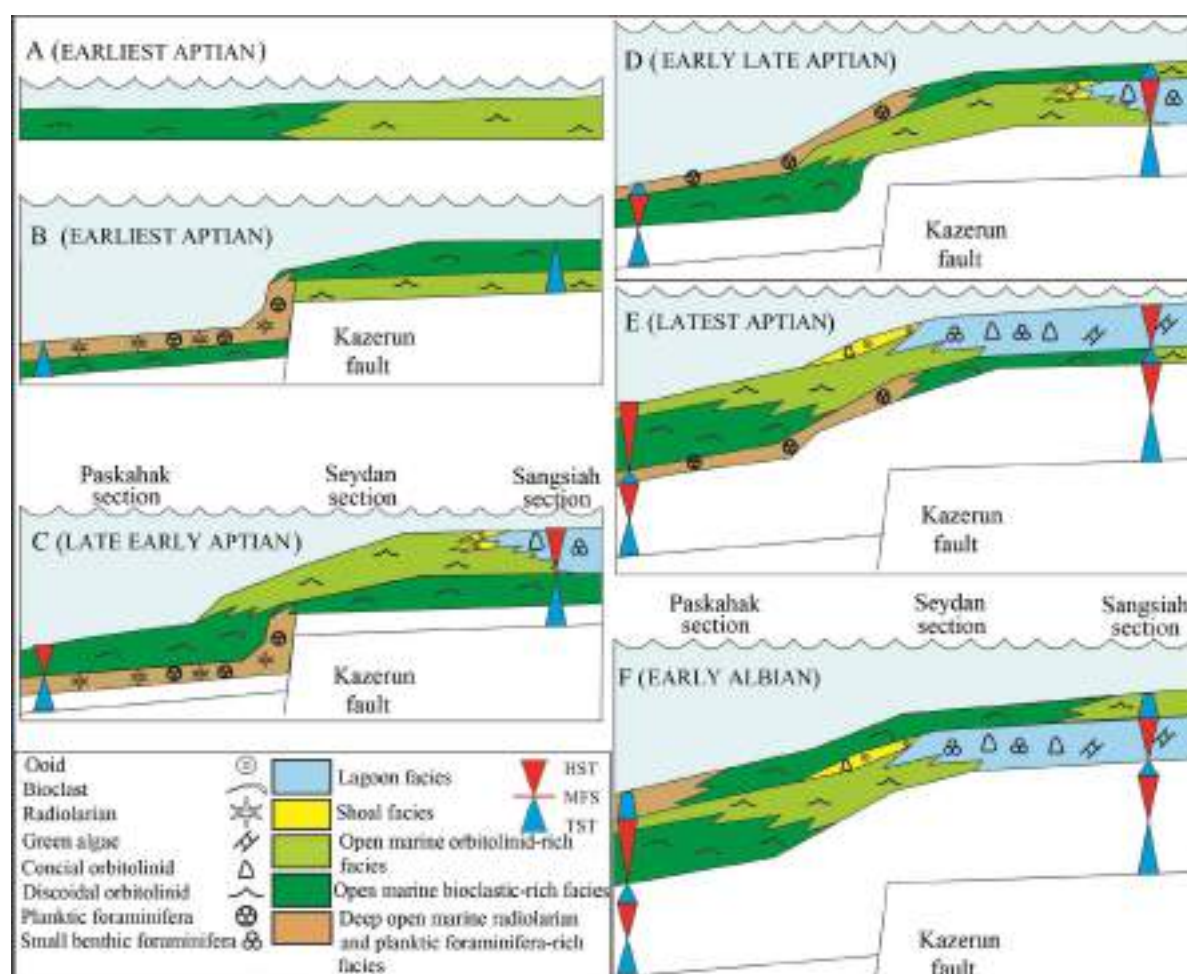 A (EARLIEST APTIAN)
B (EARLIEST APTIAN)
Kazerun
fault
Paskahak
section
Seydan
section
Sangsiah
section
C (LATE EARLY APTIAN)
Kazerun
fault
Ooid
Bioclast
Radiolarian
Green algae
Concial orbitolinid
Discoidal orbitolinid
Planktic foraminifera
Small benthic foraminifera
Lagoon facies
Shoal facies
Open marine orbitolinid-rich
facies
Open marine bioclastic-rich facies
Deep open marine radiolarian
and planktic foraminifera-rich
facies
HST
MFS
TST
D (EARLY LATE APTIAN)
Kazerun
fault
E (LATEST APTIAN)
Kazerun
fault
Paskahak
section
Seydan
section
Sangsiah
section
F (EARLY ALBIAN)
Kazerun
fault